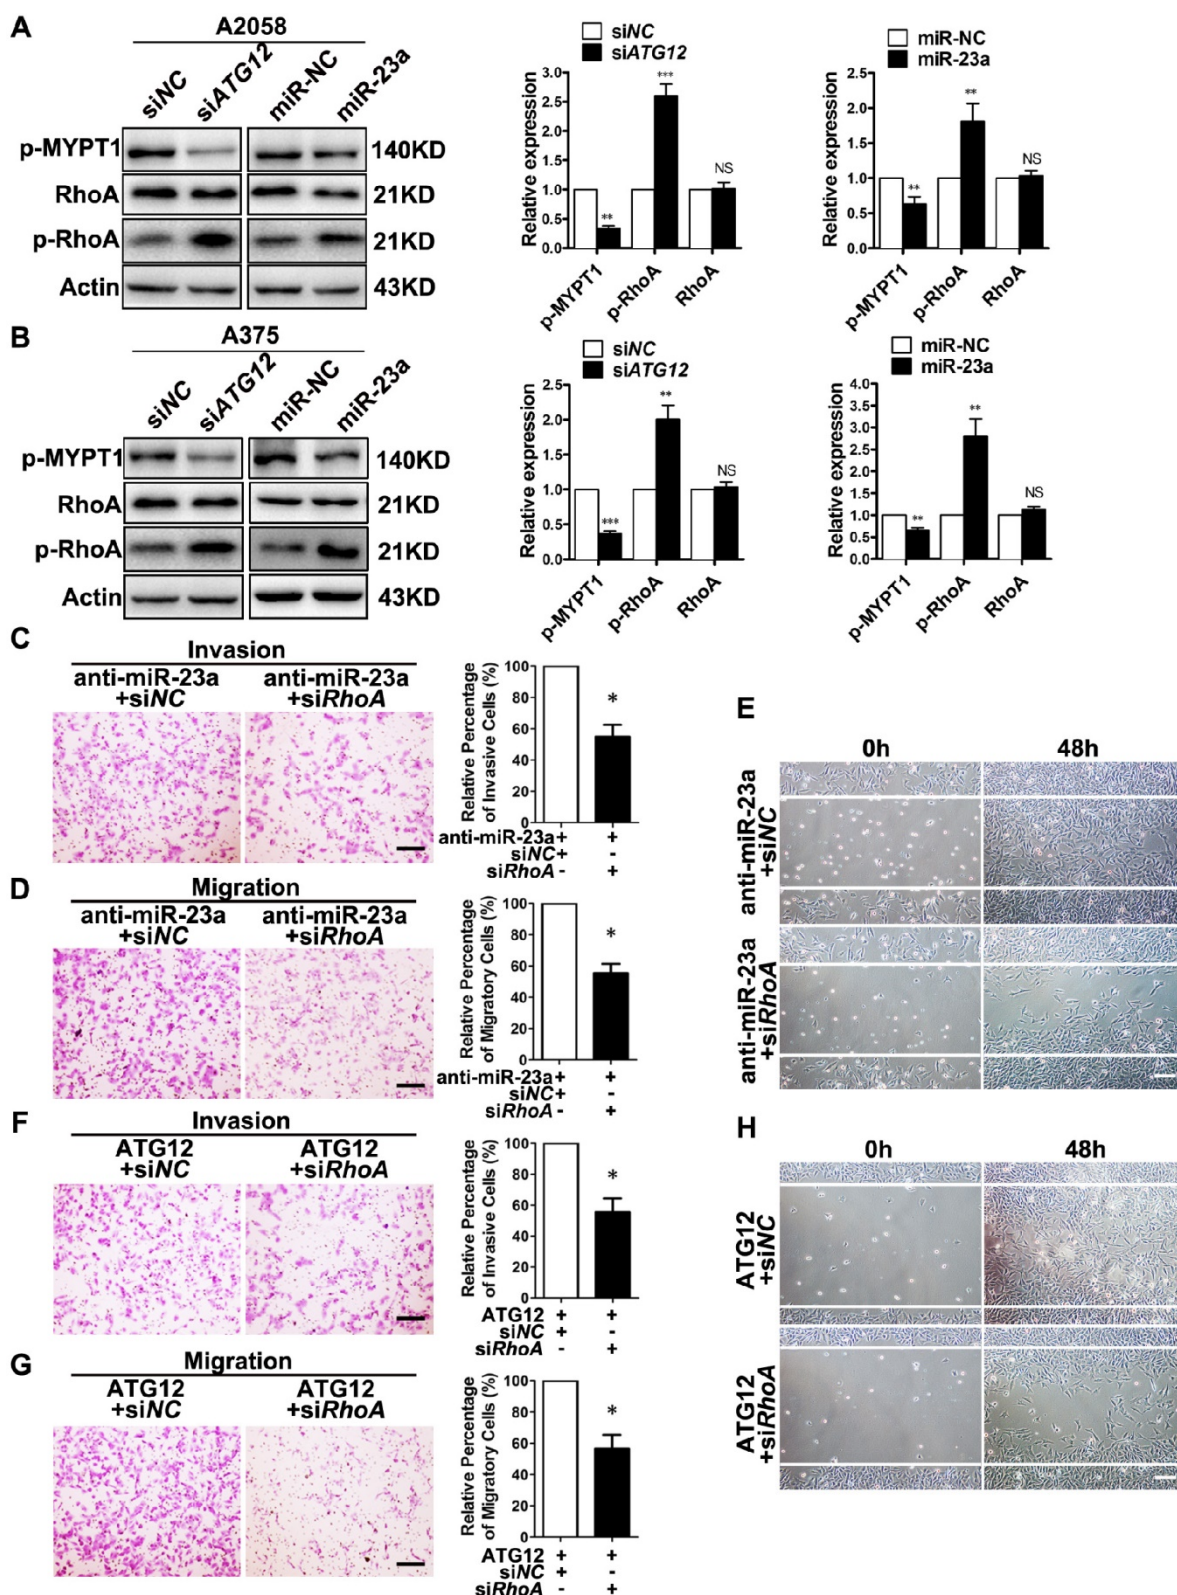 A
A2058
siNC
siATG12
miR-NC
miR-23a
p-MYPT1
140KD
RhoA
21KD
p-RhoA
21KD
Actin
43KD
siNC
siATG12
Relative expression
3.0
2.5
2.0
1.5
1.0
0.5
0.0
**
***
NS
p-MYPT1
p-RhoA
RhoA
miR-NC
miR-23a
Relative expression
2.5
2.0
1.5
1.0
0.5
0.0
**
**
NS
p-MYPT1
p-RhoA
RhoA
B
A375
siNC
siATG12
miR-NC
miR-23a
p-MYPT1
140KD
RhoA
21KD
p-RhoA
21KD
Actin
43KD
siNC
siATG12
Relative expression
2.5
2.0
1.5
1.0
0.5
0.0
***
**
NS
p-MYPT1
p-RhoA
RhoA
miR-NC
miR-23a
Relative expression
4.0
3.5
3.0
2.5
2.0
1.5
1.0
0.5
0.0
**
**
NS
p-MYPT1
p-RhoA
RhoA
C
Invasion
anti-miR-23a
+siNC
anti-miR-23a
+siRhoA
Relative Percentage
of Invasive Cells (%)
100
80
60
40
20
0
*
anti-miR-23a + +
siNC + -
siRhoA - +
D
Migration
anti-miR-23a
+siNC
anti-miR-23a
+siRhoA
Relative Percentage
of Migratory Cells (%)
100
80
60
40
20
0
*
anti-miR-23a + +
siNC + -
siRhoA - +
E
0h
48h
anti-miR-23a
+siNC
anti-miR-23a
+siRhoA
F
Invasion
ATG12
+siNC
ATG12
+siRhoA
Relative Percentage
of Invasive Cells (%)
100
80
60
40
20
0
*
ATG12 + +
siNC + -
siRhoA - +
G
Migration
ATG12
+siNC
ATG12
+siRhoA
Relative Percentage
of Migratory Cells (%)
100
80
60
40
20
0
*
ATG12 + +
siNC + -
siRhoA - +
H
0h
48h
ATG12
+siNC
ATG12
+siRhoA